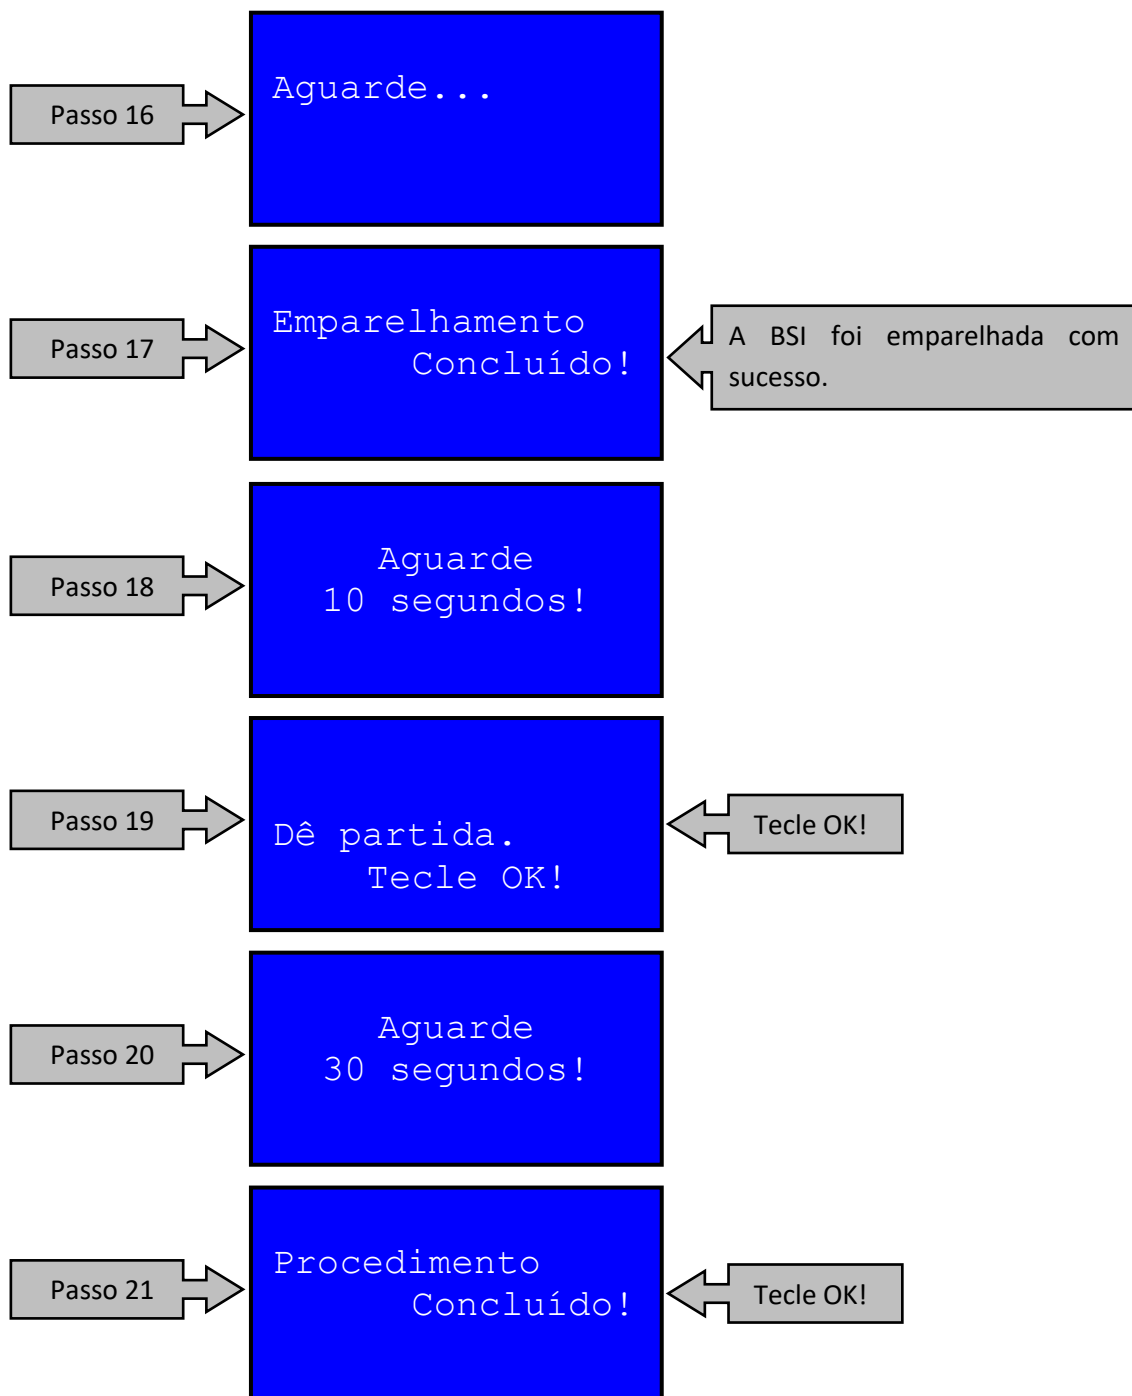 Passo 16
Aguarde...
Passo 17
Emparelhamento
Concluído!
A BSI foi emparelhada com
sucesso.
Passo 18
Aguarde
10 segundos!
Passo 19
Dê partida.
Tecle OK!
Tecle OK!
Passo 20
Aguarde
30 segundos!
Passo 21
Procedimento
Concluído!
Tecle OK!